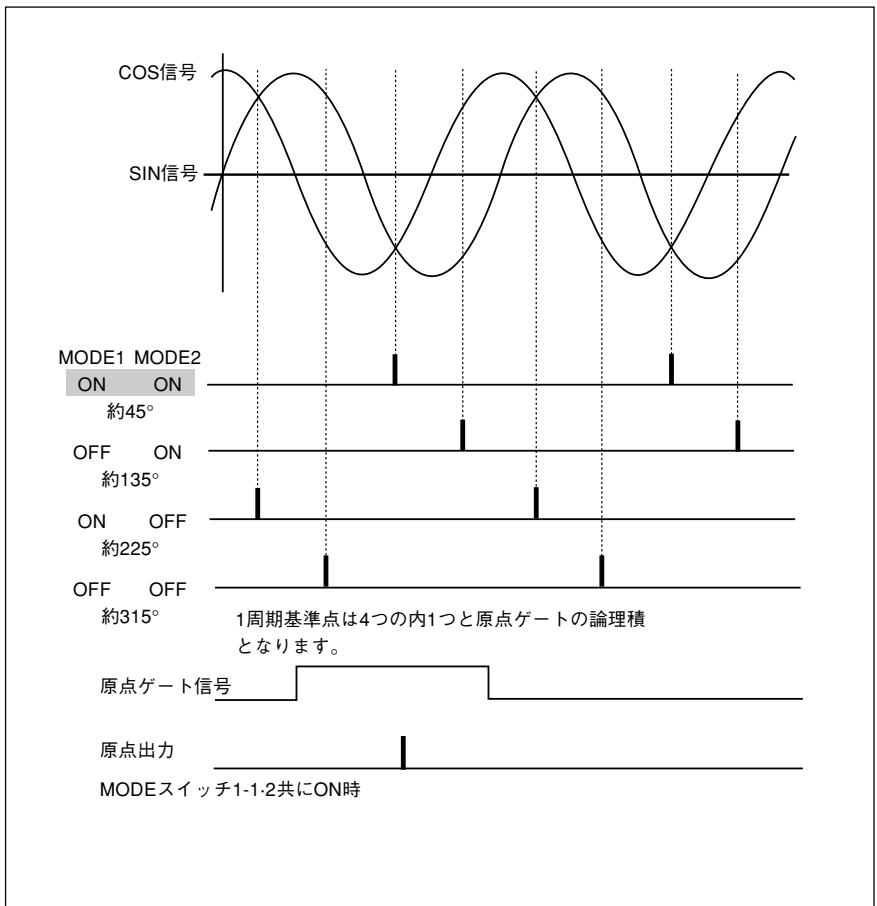 COS信号
SIN信号
MODE1 MODE2
ON ON
約45°
OFF ON
約135°
ON OFF
約225°
OFF OFF
約315°
1周期基準点は4つの内1つと原点ゲートの論理積
となります。
原点ゲート信号
原点出力
MODEスイッチ1-1·2共にON時